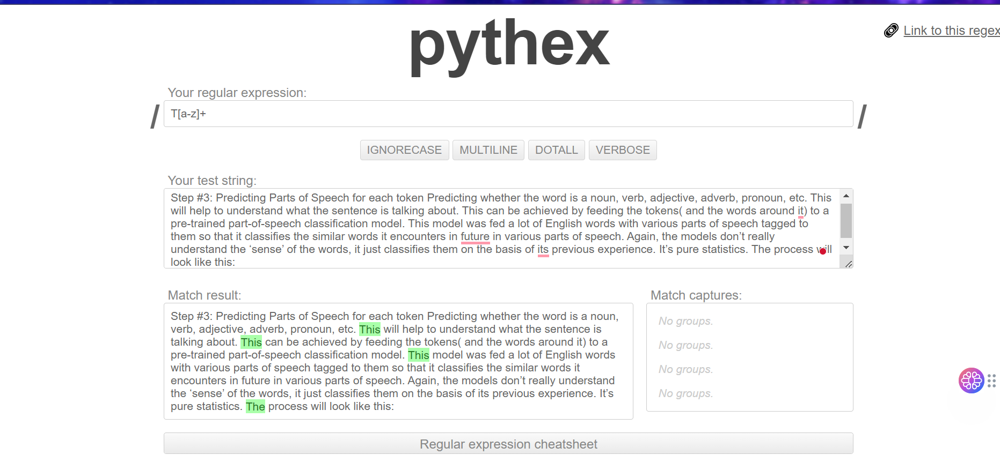 pythex
Link to this regex
Your regular expression:
/ T[a-z]+ /
IGNORECASE MULTILINE DOTALL VERBOSE
Your test string:
Step #3: Predicting Parts of Speech for each token Predicting whether the word is a noun, verb, adjective, adverb, pronoun, etc. This
will help to understand what the sentence is talking about. This can be achieved by feeding the tokens( and the words around it) to a
pre-trained part-of-speech classification model. This model was fed a lot of English words with various parts of speech tagged to
them so that it classifies the similar words it encounters in future in various parts of speech. Again, the models don’t really
understand the ‘sense’ of the words, it just classifies them on the basis of its previous experience. It’s pure statistics. The process will
look like this:
Match result:
Step #3: Predicting Parts of Speech for each token Predicting whether the word is a noun,
verb, adjective, adverb, pronoun, etc. This will help to understand what the sentence is
talking about. This can be achieved by feeding the tokens( and the words around it) to a
pre-trained part-of-speech classification model. This model was fed a lot of English words
with various parts of speech tagged to them so that it classifies the similar words it
encounters in future in various parts of speech. Again, the models don’t really understand
the ‘sense’ of the words, it just classifies them on the basis of its previous experience. It’s
pure statistics. The process will look like this:
Match captures:
No groups.
No groups.
No groups.
No groups.
Regular expression cheatsheet